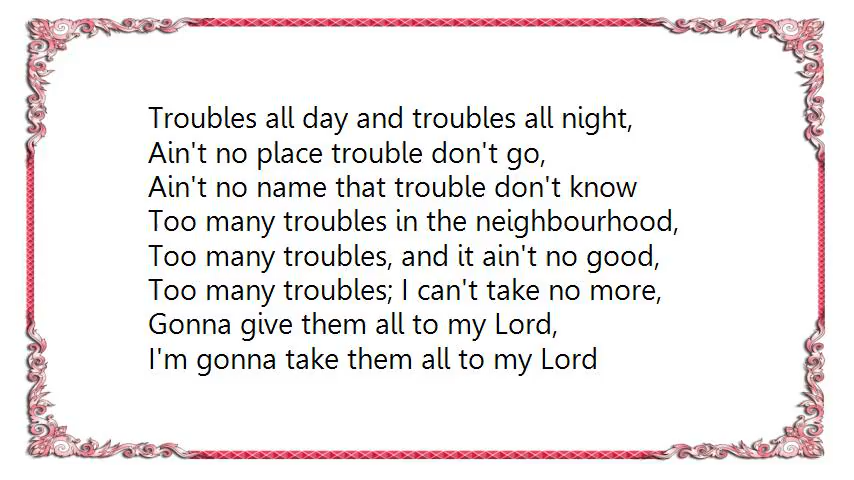 Troubles all day and troubles all night,
Ain't no place trouble don't go,
Ain't no name that trouble don't know
Too many troubles in the neighbourhood,
Too many troubles, and it ain't no good,
Too many troubles; I can't take no more,
Gonna give them all to my Lord,
I'm gonna take them all to my Lord